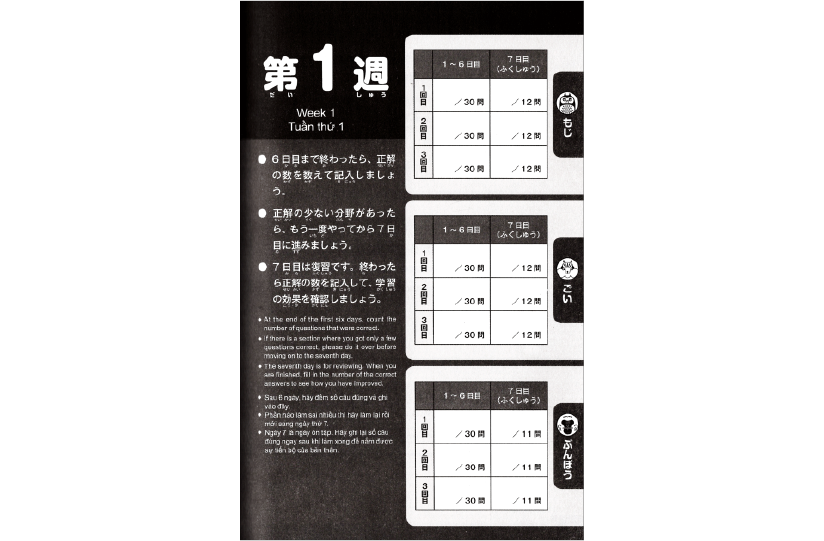 第1週
だい しゅう
Week 1
Tuần thứ 1
● 6日目まで終わったら、正解
の数を数えて記入しましょ
う。
● 正解の少ない分野があった
ら、もう一度やってから7日
目に進みましょう。
● 7日目は復習です。終わった
ら正解の数を記入して、学習
の効果を確認しましょう。
◆ At the end of the first six days, count the
number of questions that were correct.
◆ If there is a section where you got only a few
questions correct, please do it over before
moving on to the seventh day.
◆ The seventh day is for reviewing. When you
are finished, fill in the number of the correct
answers to see how you have improved.
◆ Sau 6 ngày, hãy đếm số câu đúng và ghi
vào đây.
◆ Phần nào làm sai nhiều thì hãy làm lại rồi
mới sang ngày thứ 7.
◆ Ngày 7 là ngày ôn tập. Hãy ghi lại số câu
đúng ngay sau khi làm xong để nắm được
sự tiến bộ của bản thân.
1～6日目 7日目
(ふくしゅう)
1回目 ／30問 ／12問
2回目 ／30問 ／12問
3回目 ／30問 ／12問
もじ
1～6日目 7日目
(ふくしゅう)
1回目 ／30問 ／12問
2回目 ／30問 ／12問
3回目 ／30問 ／12問
ごい
1～6日目 7日目
(ふくしゅう)
1回目 ／30問 ／11問
2回目 ／30問 ／11問
3回目 ／30問 ／11問
ぶんぽう